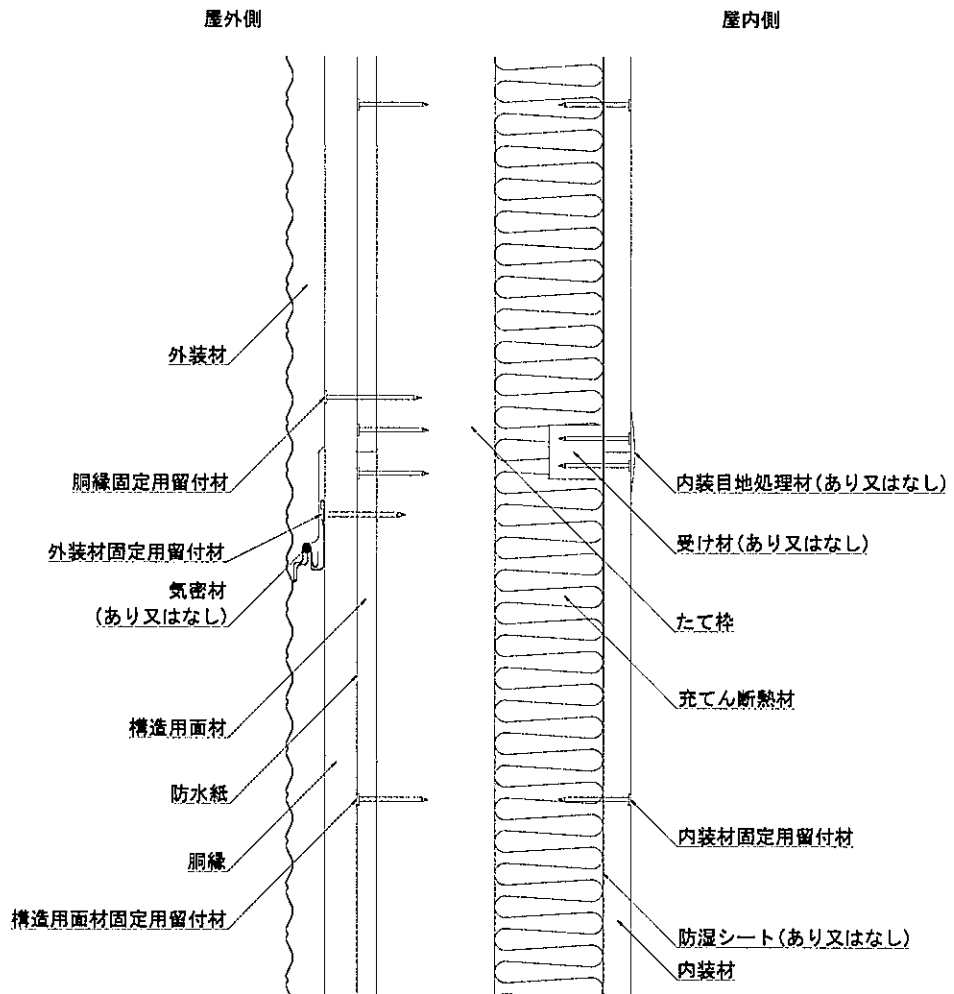 屋外側
屋内側
外装材
胴縁固定用留付材
外装材固定用留付材
気密材
(あり又はなし)
構造用面材
防水紙
胴縁
構造用面材固定用留付材
内装目地処理材(あり又はなし)
受け材(あり又はなし)
たて枠
充てん断熱材
内装材固定用留付材
防湿シート(あり又はなし)
内装材